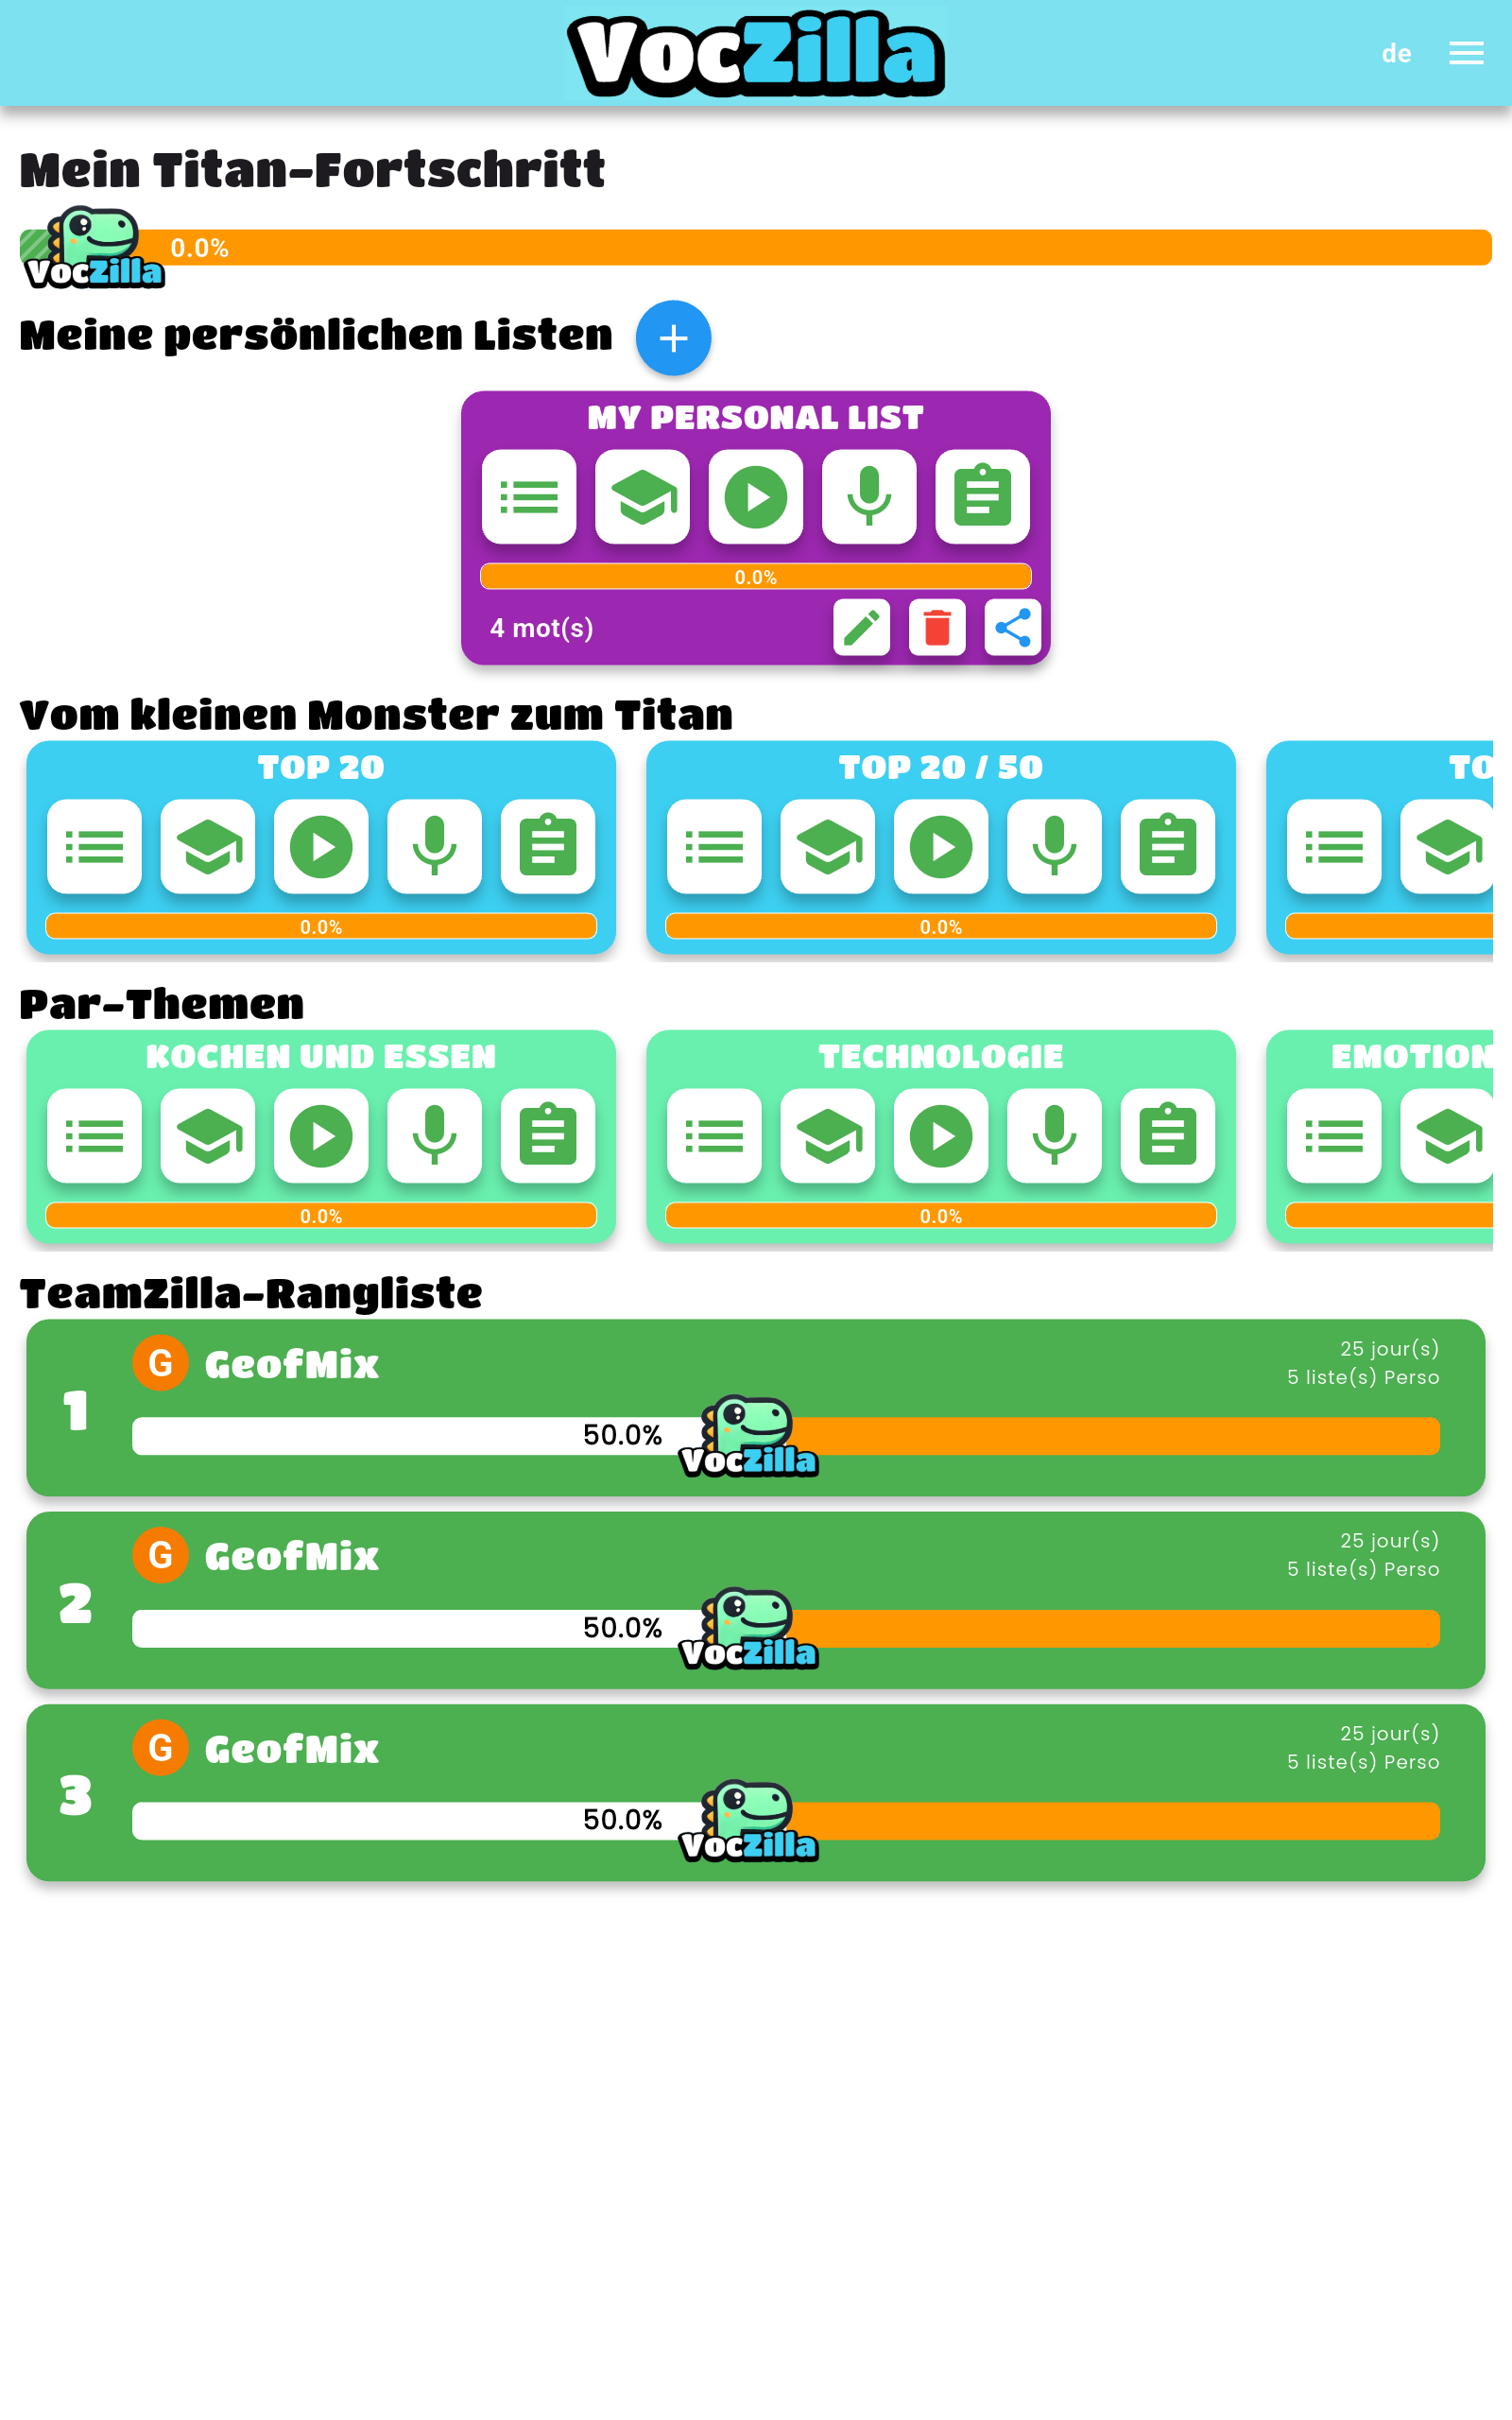 VocZilla
de
Mein Titan-Fortschritt
0.0%
VocZilla
Meine persönlichen Listen
MY PERSONAL LIST
0.0%
4 mot(s)
Vom kleinen Monster zum Titan
TOP 20
TOP 20 / 50
TO
0.0%
0.0%
Par-Themen
KOCHEN UND ESSEN
TECHNOLOGIE
EMOTION
0.0%
0.0%
TeamZilla-Rangliste
1
G
GeofMix
25 jour(s)
5 liste(s) Perso
50.0%
VocZilla
2
G
GeofMix
25 jour(s)
5 liste(s) Perso
50.0%
VocZilla
3
G
GeofMix
25 jour(s)
5 liste(s) Perso
50.0%
VocZilla